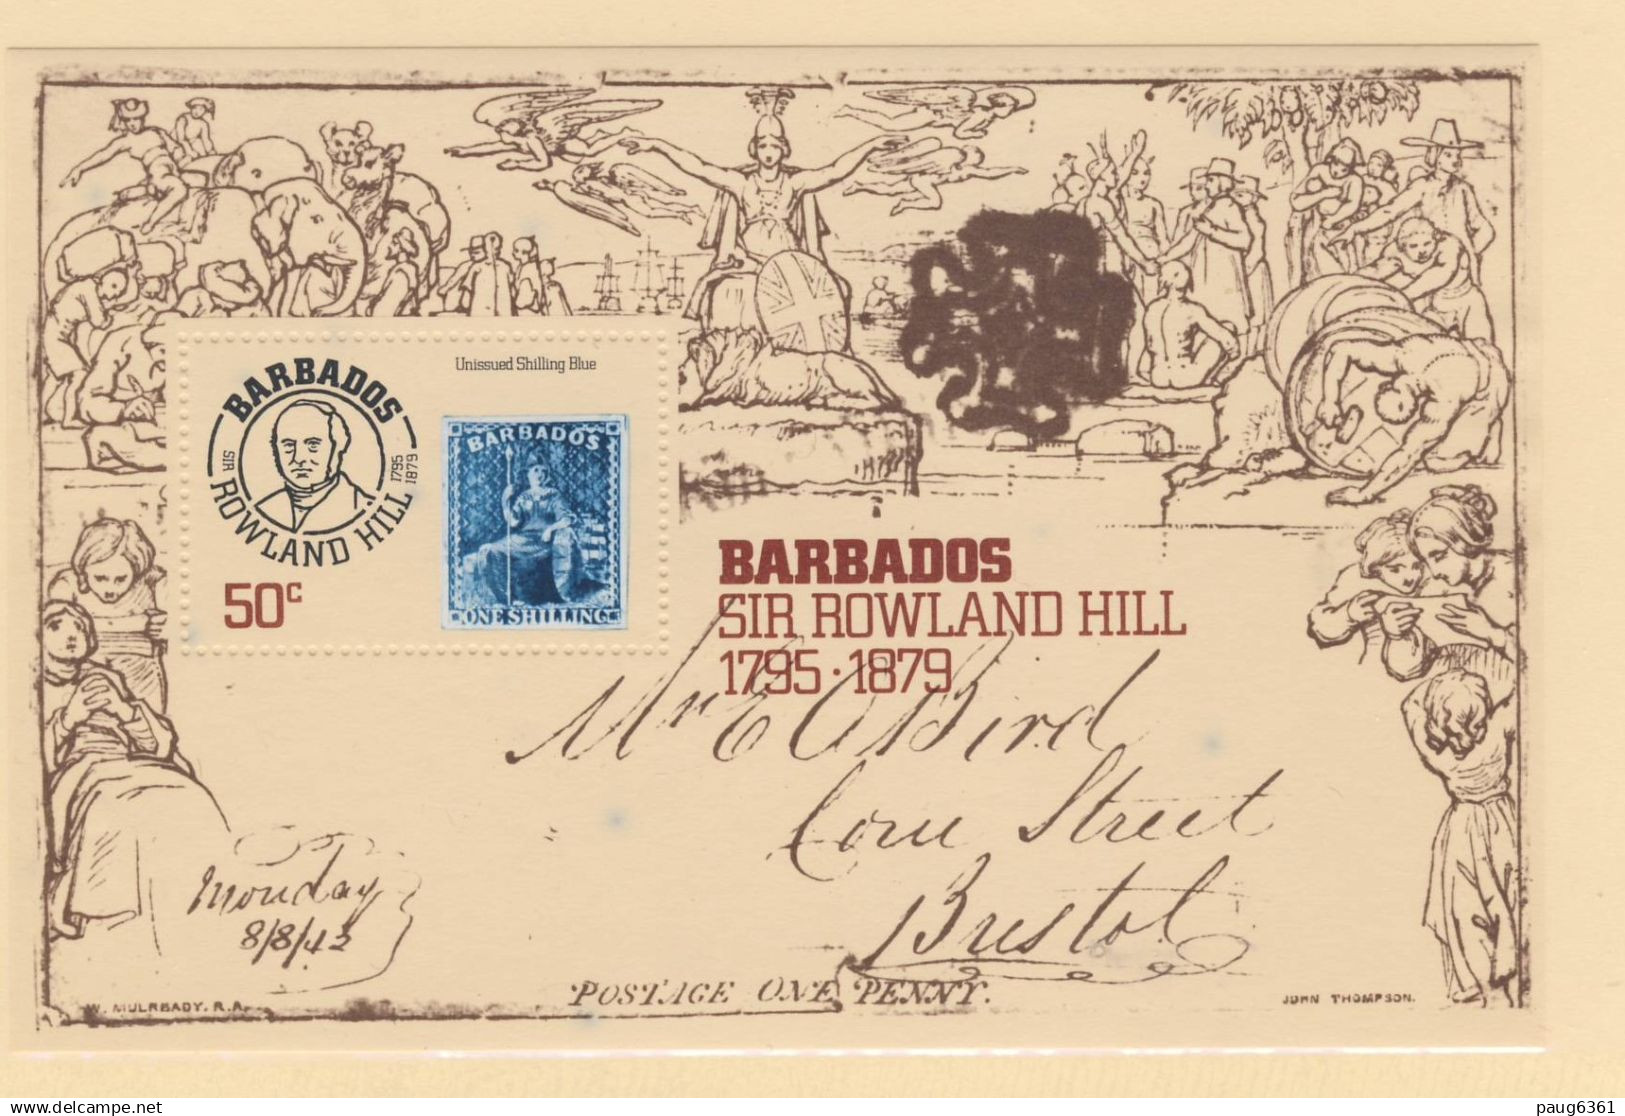 BARBADOS
SIR
ROWLAND HILL
1795
1879
50c
Unissued Shilling Blue
BARBADOS
ONE SHILLING
BARBADOS
SIR ROWLAND HILL
1795 · 1879
Mr E O Bird
Corn Street
Bristol
Monday
8/8/42
POSTAGE ONE PENNY.
W. MULREADY. R.A.
JOHN THOMPSON.
www.delcampe.net
paug6361